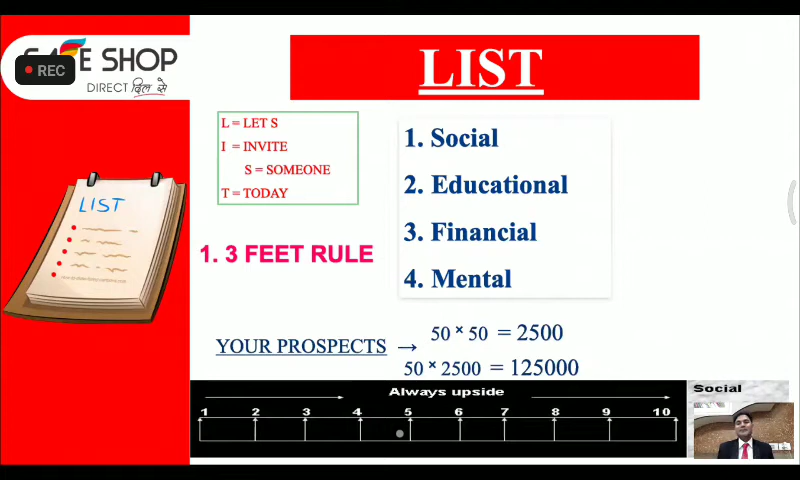 SAFE SHOP
REC
DIRECT दिल से
LIST
LIST
L = LET S
I = INVITE
S = SOMEONE
T = TODAY
1. Social
2. Educational
3. Financial
4. Mental
1. 3 FEET RULE
YOUR PROSPECTS → 50 × 50 = 2500
50 × 2500 = 125000
Always upside
1 2 3 4 5 6 7 8 9 10
Social